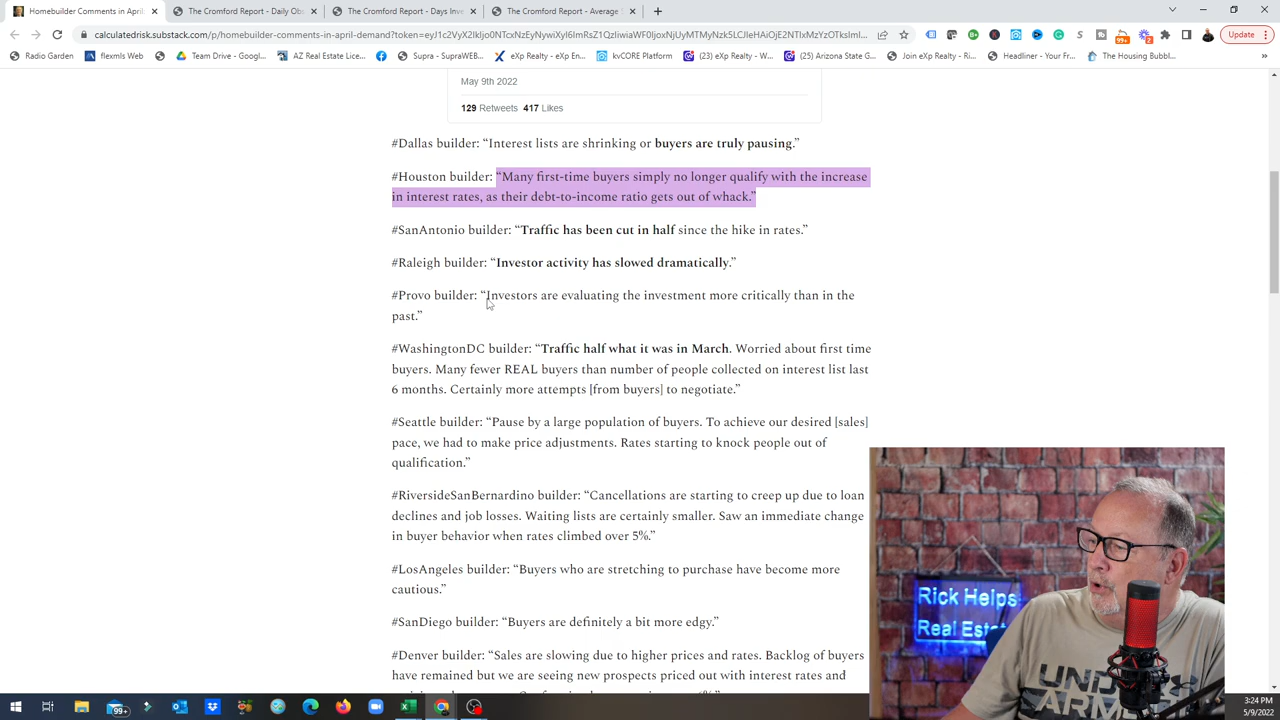 Homebuilder Comments in April:
The Cromford Report - Daily Ob:
The Cromford Report - Days Inve
The Cromford Report - Average S
calculatedrisk.substack.com/p/homebuilder-comments-in-april-demand?token=
Update
Radio Garden
flexmls Web
Team Drive - Googl...
AZ Real Estate Lice...
Supra - SupraWEB...
eXp Realty - eXp En...
kvCORE Platform
(23) eXp Realty - W...
(25) Arizona State G...
Join eXp Realty - Ri...
Headliner - Your Fr...
The Housing Bubbl...
May 9th 2022
129 Retweets 417 Likes
#Dallas builder: “Interest lists are shrinking or buyers are truly pausing.”
#Houston builder: “Many first-time buyers simply no longer qualify with the increase
in interest rates, as their debt-to-income ratio gets out of whack.”
#SanAntonio builder: “Traffic has been cut in half since the hike in rates.”
#Raleigh builder: “Investor activity has slowed dramatically.”
#Provo builder: “Investors are evaluating the investment more critically than in the
past.”
#WashingtonDC builder: “Traffic half what it was in March. Worried about first time
buyers. Many fewer REAL buyers than number of people collected on interest list last
6 months. Certainly more attempts [from buyers] to negotiate.”
#Seattle builder: “Pause by a large population of buyers. To achieve our desired [sales]
pace, we had to make price adjustments. Rates starting to knock people out of
qualification.”
#RiversideSanBernardino builder: “Cancellations are starting to creep up due to loan
declines and job losses. Waiting lists are certainly smaller. Saw an immediate change
in buyer behavior when rates climbed over 5%.”
#LosAngeles builder: “Buyers who are stretching to purchase have become more
cautious.”
#SanDiego builder: “Buyers are definitely a bit more edgy.”
#Denver builder: “Sales are slowing due to higher prices and rates. Backlog of buyers
have remained but we are seeing new prospects priced out with interest rates and
Rick Helps
Real Estate
UNDER
ARMOUR
99+
3:24 PM
5/9/2022